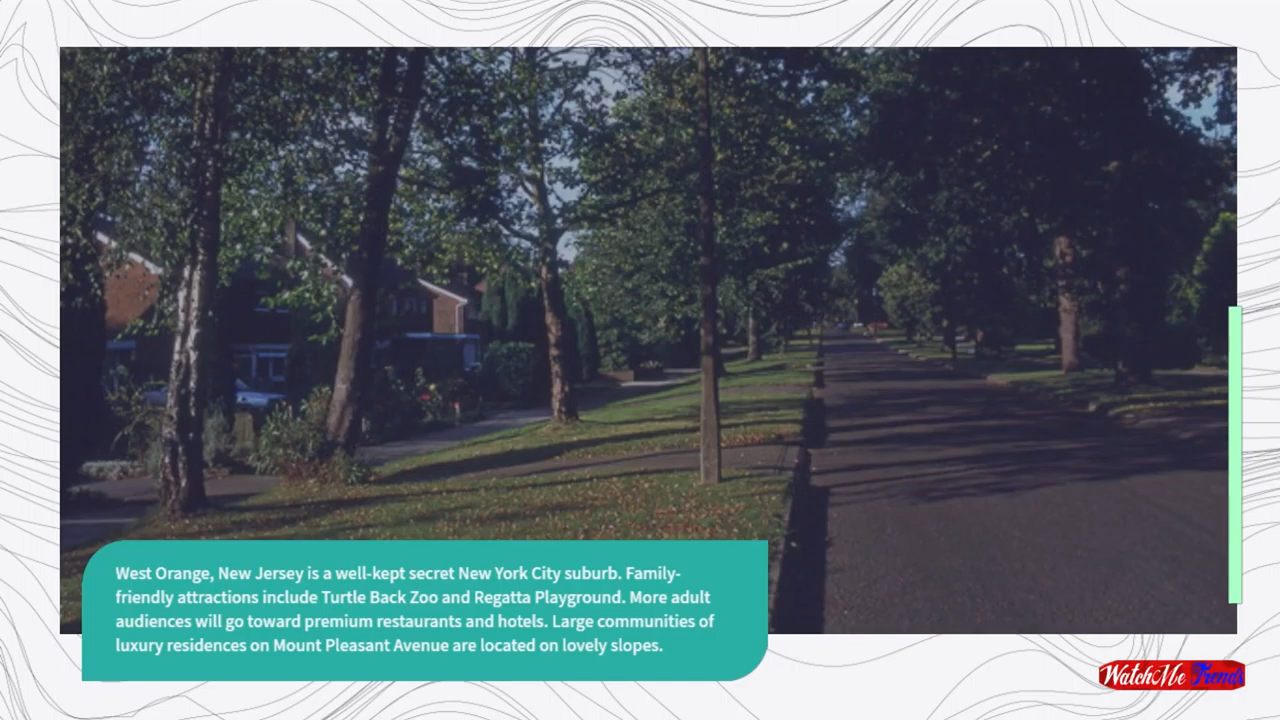 West Orange, New Jersey is a well-kept secret New York City suburb. Family-
friendly attractions include Turtle Back Zoo and Regatta Playground. More adult
audiences will go toward premium restaurants and hotels. Large communities of
luxury residences on Mount Pleasant Avenue are located on lovely slopes.
WatchMe Trends